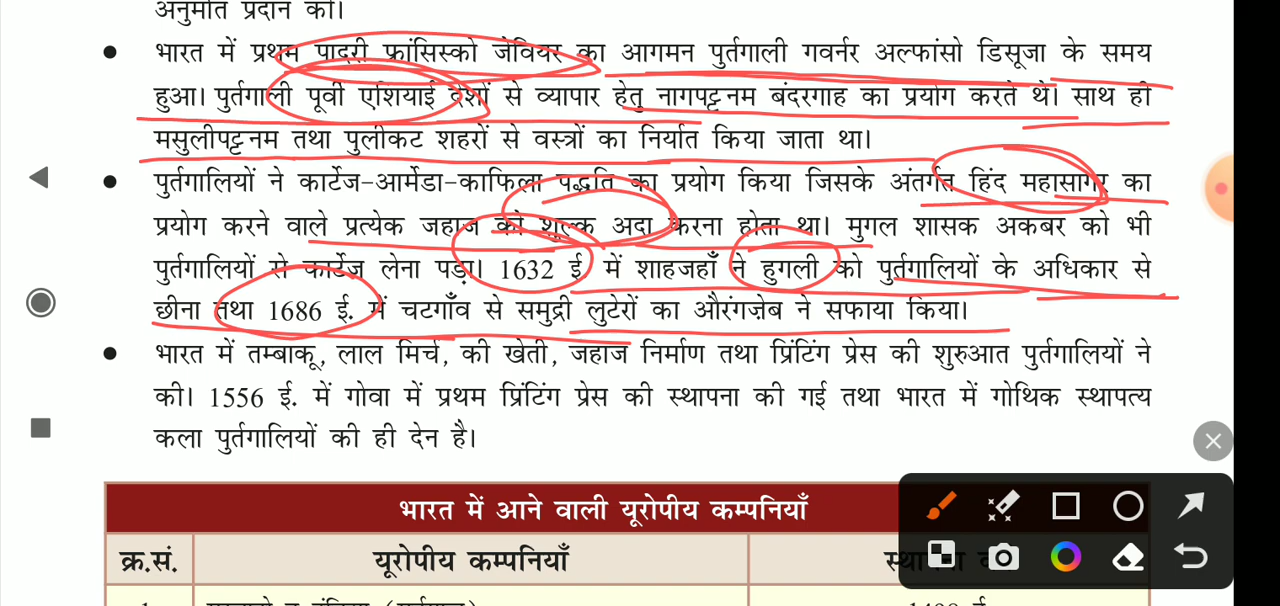 अनुमति प्रदान की।
● भारत में प्रथम पादरी फ्रांसिस्को जेवियर का आगमन पुर्तगाली गवर्नर अल्फांसो डिसूजा के समय
हुआ। पुर्तगाली पूर्वी एशियाई देशों से व्यापार हेतु नागपट्टनम बंदरगाह का प्रयोग करते थे। साथ ही
मसुलीपट्टनम तथा पुलीकट शहरों से वस्त्रों का निर्यात किया जाता था।
● पुर्तगालियों ने कार्टेज-आर्मेडा-काफिला पद्धति का प्रयोग किया जिसके अंतर्गत हिंद महासागर का
प्रयोग करने वाले प्रत्येक जहाज को शुल्क अदा करना होता था। मुगल शासक अकबर को भी
पुर्तगालियों से कार्टेज़ लेना पड़ा। 1632 ई. में शाहजहाँ ने हुगली को पुर्तगालियों के अधिकार से
छीना तथा 1686 ई. में चटगाँव से समुद्री लुटेरों का औरंगज़ेब ने सफाया किया।
● भारत में तम्बाकू, लाल मिर्च, की खेती, जहाज निर्माण तथा प्रिंटिंग प्रेस की शुरुआत पुर्तगालियों ने
की। 1556 ई. में गोवा में प्रथम प्रिंटिंग प्रेस की स्थापना की गई तथा भारत में गोथिक स्थापत्य
कला पुर्तगालियों की ही देन है।
भारत में आने वाली यूरोपीय कम्पनियाँ
क्र.सं. यूरोपीय कम्पनियाँ